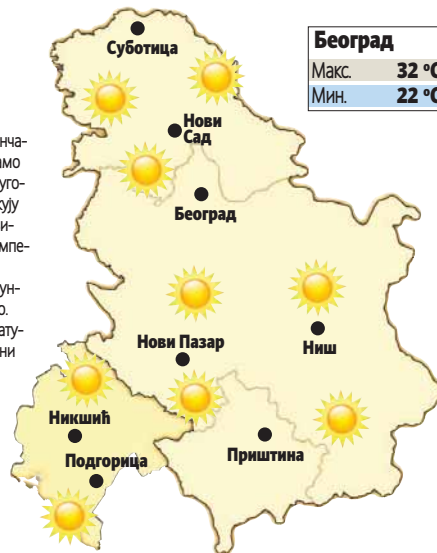 Суботица
Београд
Макс. 32 °C
Мин. 22 °C
Нови
Сад
Београд
Нови Пазар
Ниш
Никшић
Приштина
Подгорица